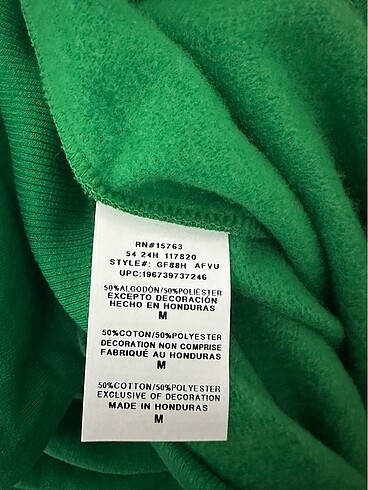 RN#15763
54 24H 117820
STYLE#: GF88H AFVU
UPC:196739737246
50%ALGODÓN/50%POLIÉSTER
EXCEPTO DECORACIÓN
HECHO EN HONDURAS
M
50%COTON/50%POLYESTER
DÉCORATION NON COMPRISE
FABRIQUÉ AU HONDURAS
M
50%COTTON/50%POLYESTER
EXCLUSIVE OF DECORATION
MADE IN HONDURAS
M